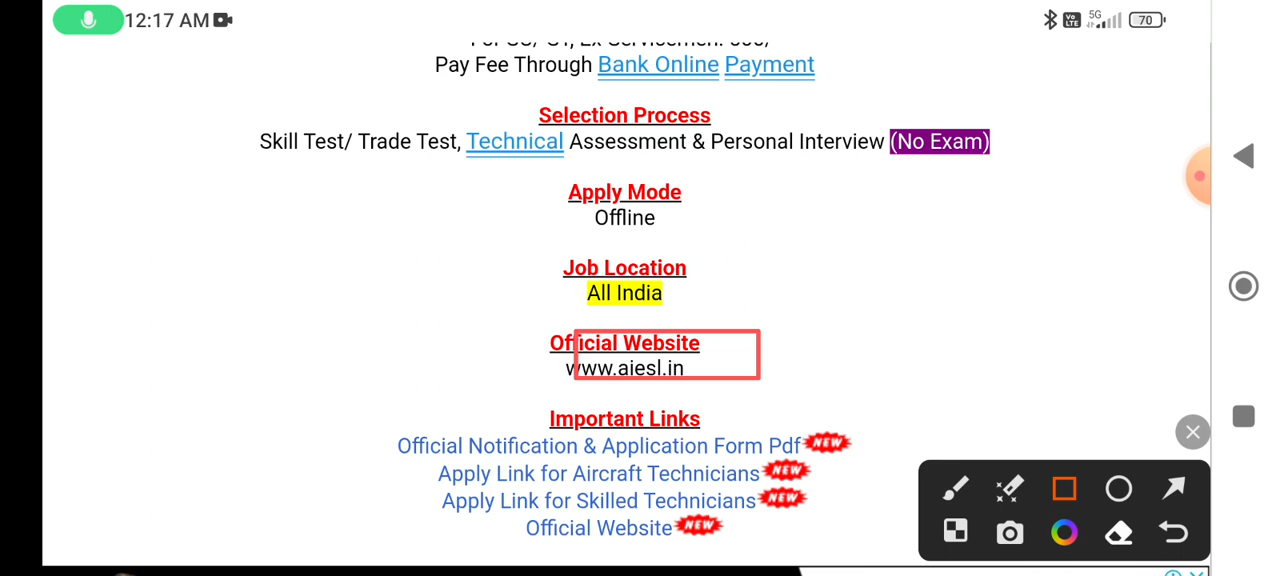 12:17 AM
Vo LTE 5G 70
Pay Fee Through Bank Online Payment
Selection Process
Skill Test/ Trade Test, Technical Assessment & Personal Interview (No Exam)
Apply Mode
Offline
Job Location
All India
Official Website
www.aiesl.in
Important Links
Official Notification & Application Form Pdf NEW
Apply Link for Aircraft Technicians NEW
Apply Link for Skilled Technicians NEW
Official Website NEW